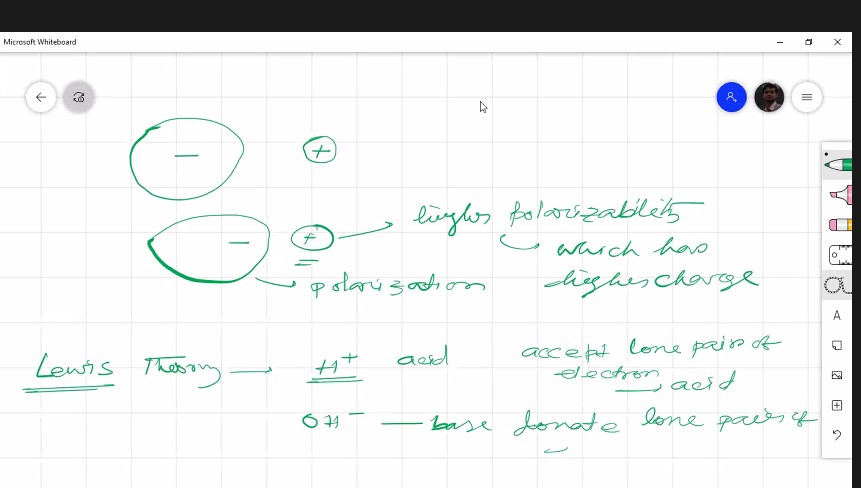 Microsoft Whiteboard
−
+
higher polarizability
−
+
which has
polarization
higher charge
Lewis Theory → H+ acid accept lone pair of
electron
acid
OH− — base donate lone pairs of
A